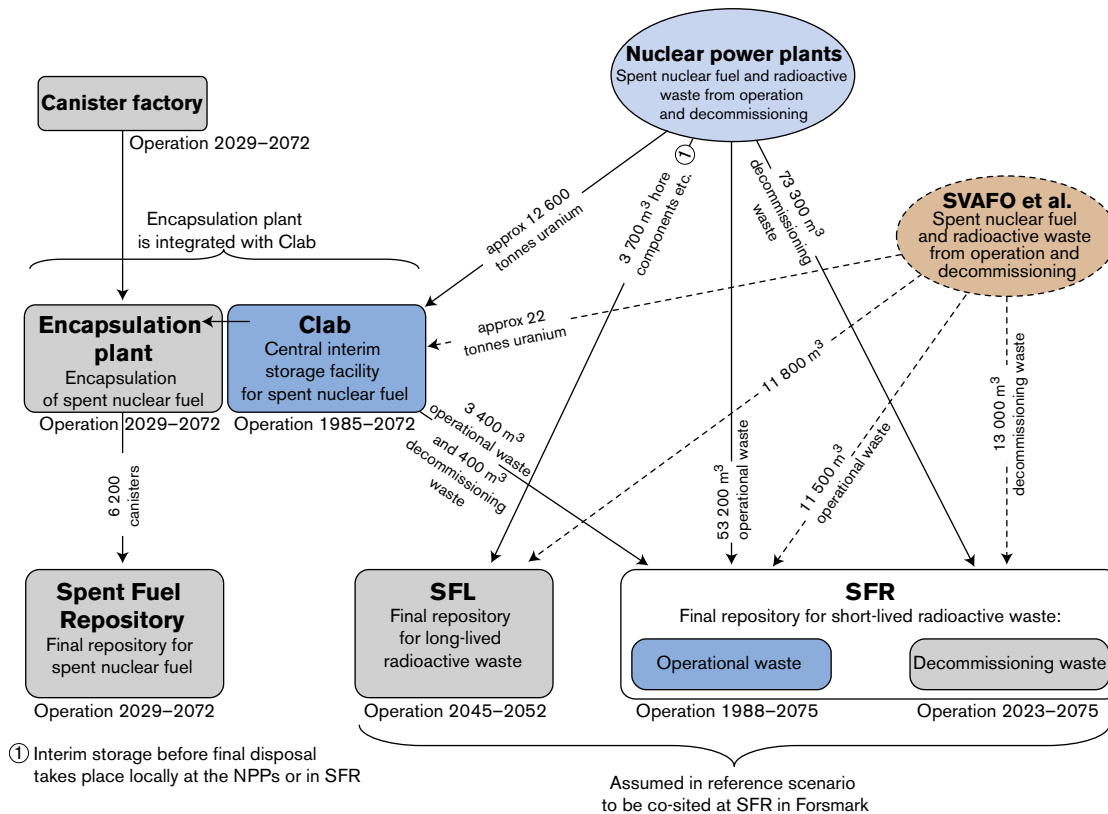 Nuclear power plants
Spent nuclear fuel and radioactive
waste from operation
and decommissioning
Canister factory
Operation 2029–2072
SVAFO et al.
Spent nuclear fuel
and radioactive waste
from operation and
decommissioning
Encapsulation plant
is integrated with Clab
approx 12 600
tonnes uranium
3 700 m³ hore
components etc.
1
73 300 m³
decommissioning
waste
Encapsulation
plant
Encapsulation
of spent nuclear fuel
Operation 2029–2072
Clab
Central interim
storage facility
for spent nuclear fuel
Operation 1985–2072
approx 22
tonnes uranium
11 800 m³
3 400 m³
operational waste
and 400 m³
decommissioning
waste
53 200 m³
operational waste
11 500 m³
operational waste
13 000 m³
decommissioning waste
6 200
canisters
Spent Fuel
Repository
Final repository for
spent nuclear fuel
Operation 2029–2072
SFL
Final repository
for long-lived
radioactive waste
Operation 2045–2052
SFR
Final repository for short-lived radioactive waste:
Operational waste
Decommissioning waste
Operation 1988–2075
Operation 2023–2075
1 Interim storage before final disposal
takes place locally at the NPPs or in SFR
Assumed in reference scenario
to be co-sited at SFR in Forsmark